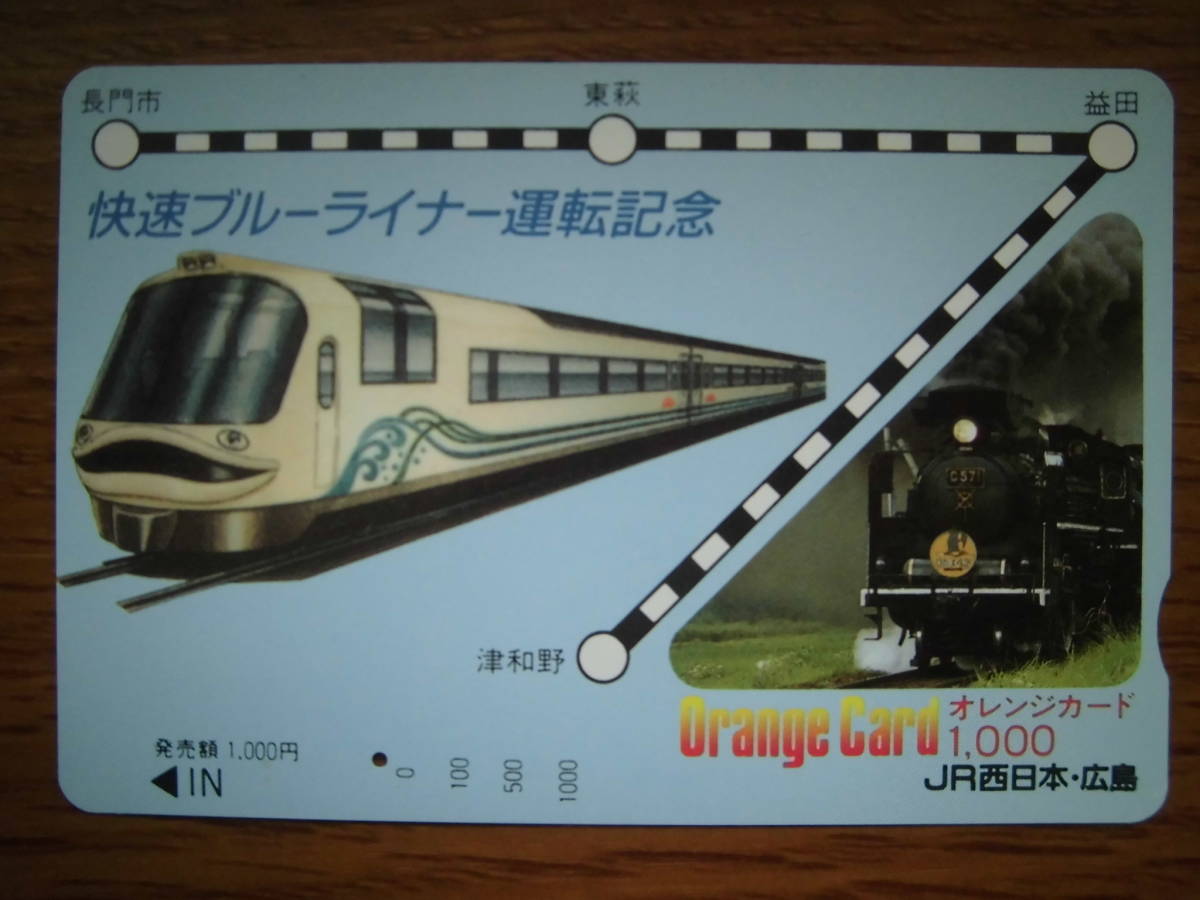 長門市
東萩
益田
快速ブルーライナー運転記念
C571
津和野
Orange Card オレンジカード
1,000
JR西日本・広島
発売額 1,000円
◀IN
0 100 500 1000